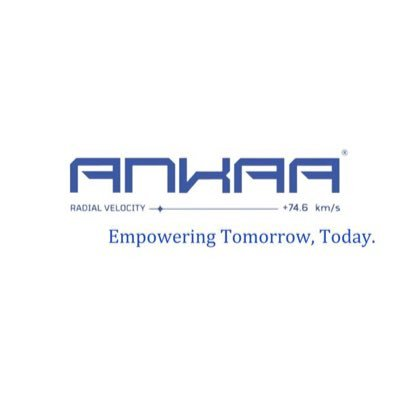 ANKAA®
RADIAL VELOCITY +74.6 km/s
Empowering Tomorrow, Today.